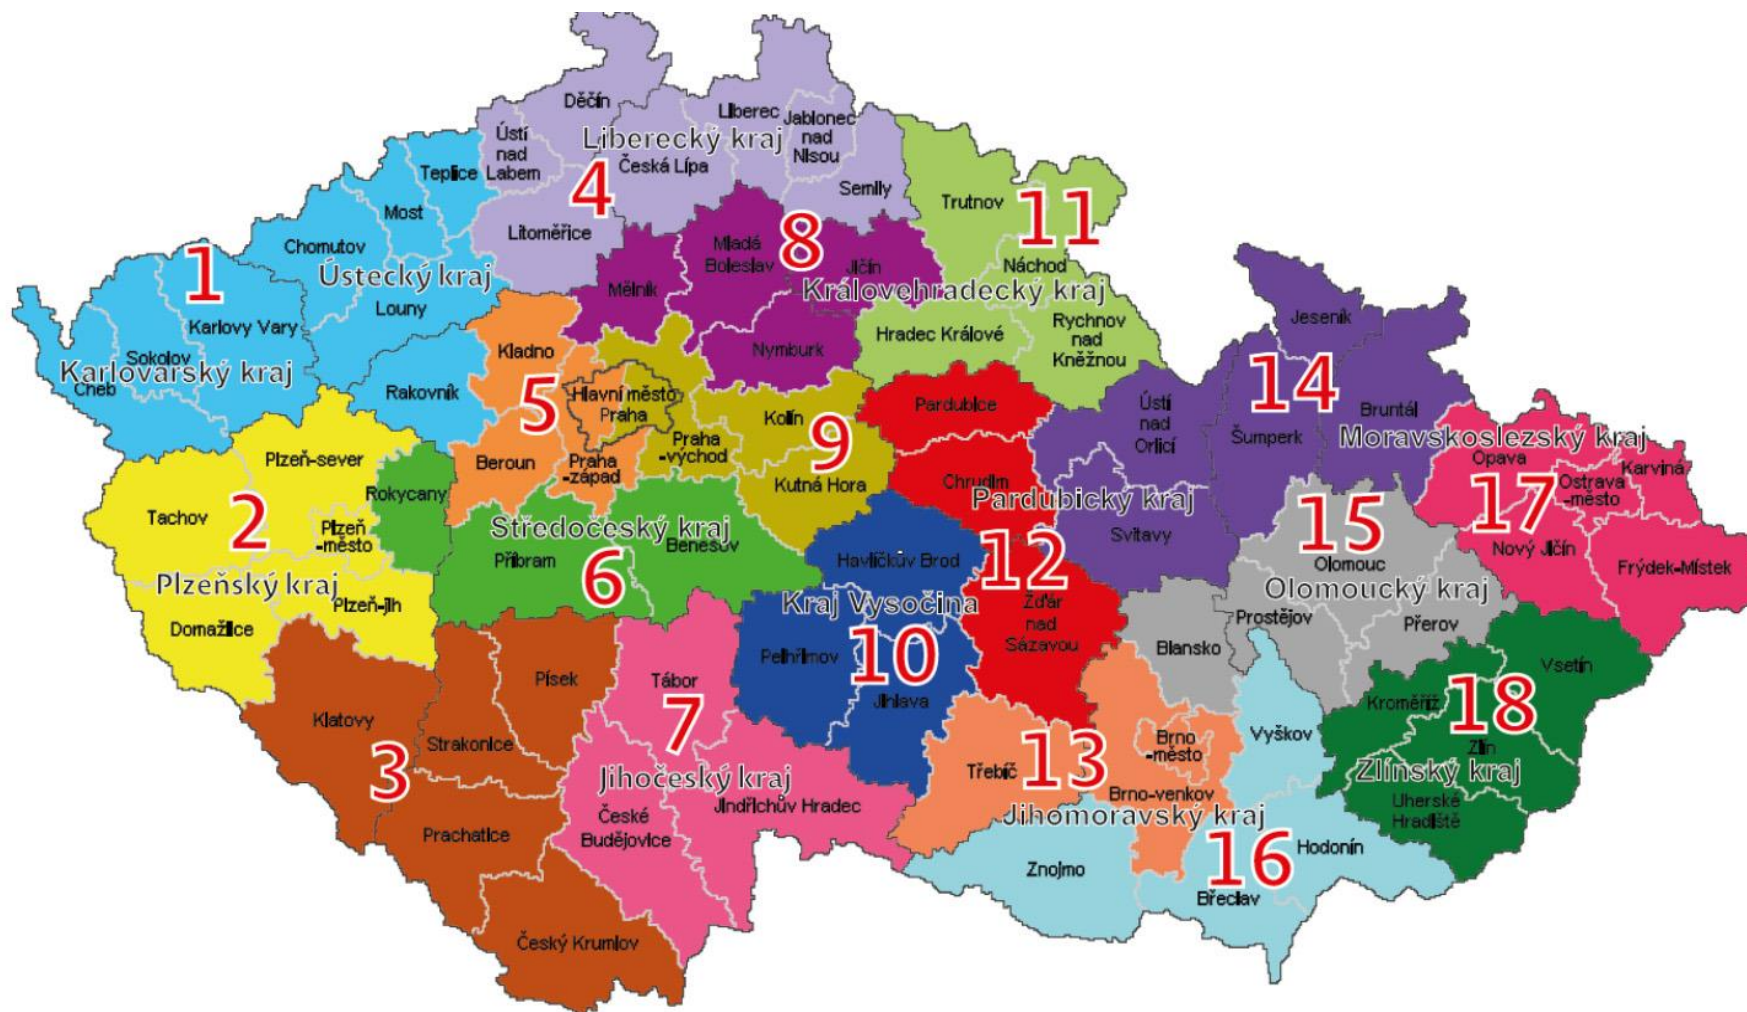 Děčín
Liberec
Jablonec
nad
Nisou
Ústí
nad
Labem
Liberecký kraj
Česká Lípa
4
Semily
Teplice
Most
Litoměřice
Trutnov
11
Chomutov
1
Ústecký kraj
Mladá
Boleslav
8
Jičín
Náchod
Královehradecký kraj
Mělník
Louny
Karlovy Vary
Sokolov
Karlovarský kraj
Cheb
Rakovník
Kladno
5
Hlavní město
Praha
Nymburk
Hradec Králové
Rychnov
nad
Kněžnou
Jeseník
14
Bruntál
Šumperk
Ústí
nad
Orlicí
Pardubice
Kolín
9
Kutná Hora
Praha
-východ
Praha
-západ
Beroun
Plzeň-sever
Rokycany
Tachov
2
Plzeň
-město
Plzeňský kraj
Plzeň-jih
Domažlice
Středočeský kraj
Příbram
6
Benešov
Chrudim
Pardubický kraj
Svitavy
Moravskoslezský kraj
Opava
Karviná
Ostrava
-město
17
Nový Jičín
Frýdek-Místek
15
Olomouc
Olomoucký kraj
Prostějov
Přerov
Havlíčkův Brod
12
Kraj Vysočina
10
Pelhřimov
Jihlava
Žďár
nad
Sázavou
Blansko
Písek
Tábor
7
Klatovy
3
Strakonice
Jihočeský kraj
Jindřichův Hradec
České
Budějovice
Prachatice
Český Krumlov
Třebíč
13
Brno
-město
Brno-venkov
Vyškov
Jihomoravský kraj
16
Znojmo
Hodonín
Břeclav
Vsetín
Kroměříž
18
Zlín
Zlínský kraj
Uherské
Hradiště